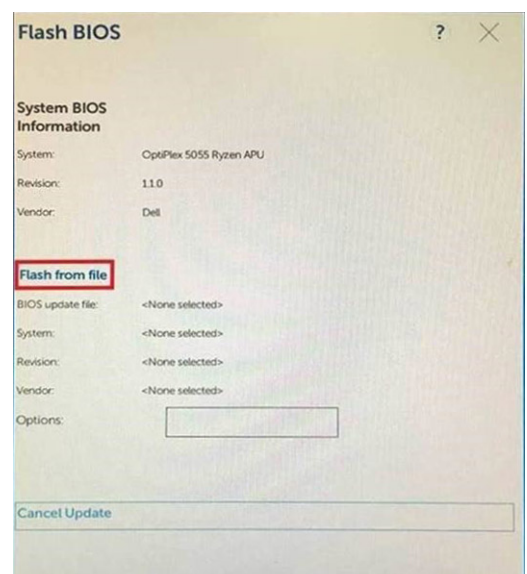 Flash BIOS ?
System BIOS
Information
System: OptiPlex 5055 Ryzen APU
Revision: 1.1.0
Vendor: Dell
Flash from file
BIOS update file: <None selected>
System: <None selected>
Revision: <None selected>
Vendor: <None selected>
Options:
Cancel Update